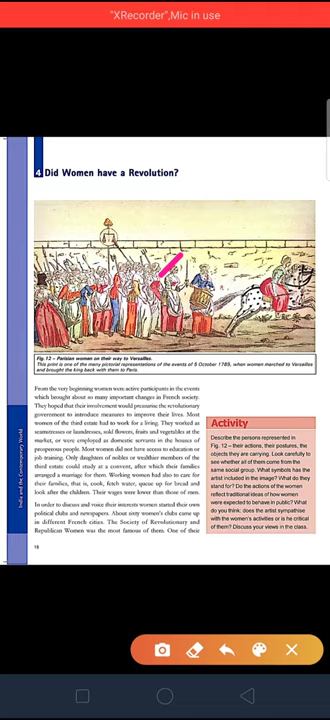 "XRecorder",Mic in use
4 Did Women have a Revolution?
Fig.12 – Parisian women on their way to Versailles.
This print is one of the many pictorial representations of the events of 5 October 1789, when women marched to Versailles
and brought the king back with them to Paris.
From the very beginning women were active participants in the events
which brought about so many important changes in French society.
They hoped that their involvement would pressurise the revolutionary
government to introduce measures to improve their lives. Most
women of the third estate had to work for a living. They worked as
seamstresses or laundresses, sold flowers, fruits and vegetables at the
market, or were employed as domestic servants in the houses of
prosperous people. Most women did not have access to education or
job training. Only daughters of nobles or wealthier members of the
third estate could study at a convent, after which their families
arranged a marriage for them. Working women had also to care for
their families, that is, cook, fetch water, queue up for bread and
look after the children. Their wages were lower than those of men.
In order to discuss and voice their interests women started their own
political clubs and newspapers. About sixty women's clubs came up
in different French cities. The Society of Revolutionary and
Republican Women was the most famous of them. One of their
Activity
Describe the persons represented in
Fig. 12 – their actions, their postures, the
objects they are carrying. Look carefully to
see whether all of them come from the
same social group. What symbols has the
artist included in the image? What do they
stand for? Do the actions of the women
reflect traditional ideas of how women
were expected to behave in public? What
do you think: does the artist sympathise
with the women's activities or is he critical
of them? Discuss your views in the class.
India and the Contemporary World
18